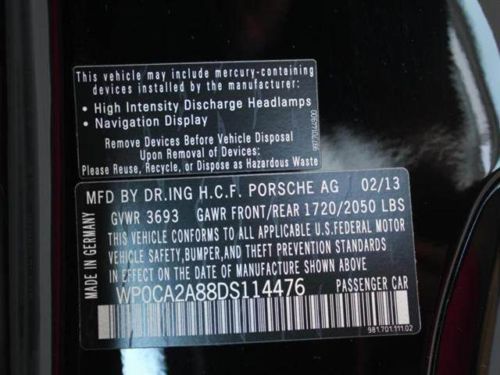 This vehicle may include mercury-containing
devices installed by the manufacturer:
• High Intensity Discharge Headlamps
• Navigation Display
Remove Devices Before Vehicle Disposal
Upon Removal of Devices:
Please Reuse, Recycle, or Dispose as Hazardous Waste
MFD BY DR.ING H.C.F. PORSCHE AG 02/13
GVWR 3693 GAWR FRONT/REAR 1720/2050 LBS
THIS VEHICLE CONFORMS TO ALL APPLICABLE U.S.FEDERAL MOTOR
VEHICLE SAFETY,BUMPER,AND THEFT PREVENTION STANDARDS
IN EFFECT ON THE DATE OF MANUFACTURE SHOWN ABOVE
WP0CA2A88DS114476 PASSENGER CAR
981.701.111.02
MADE IN GERMANY